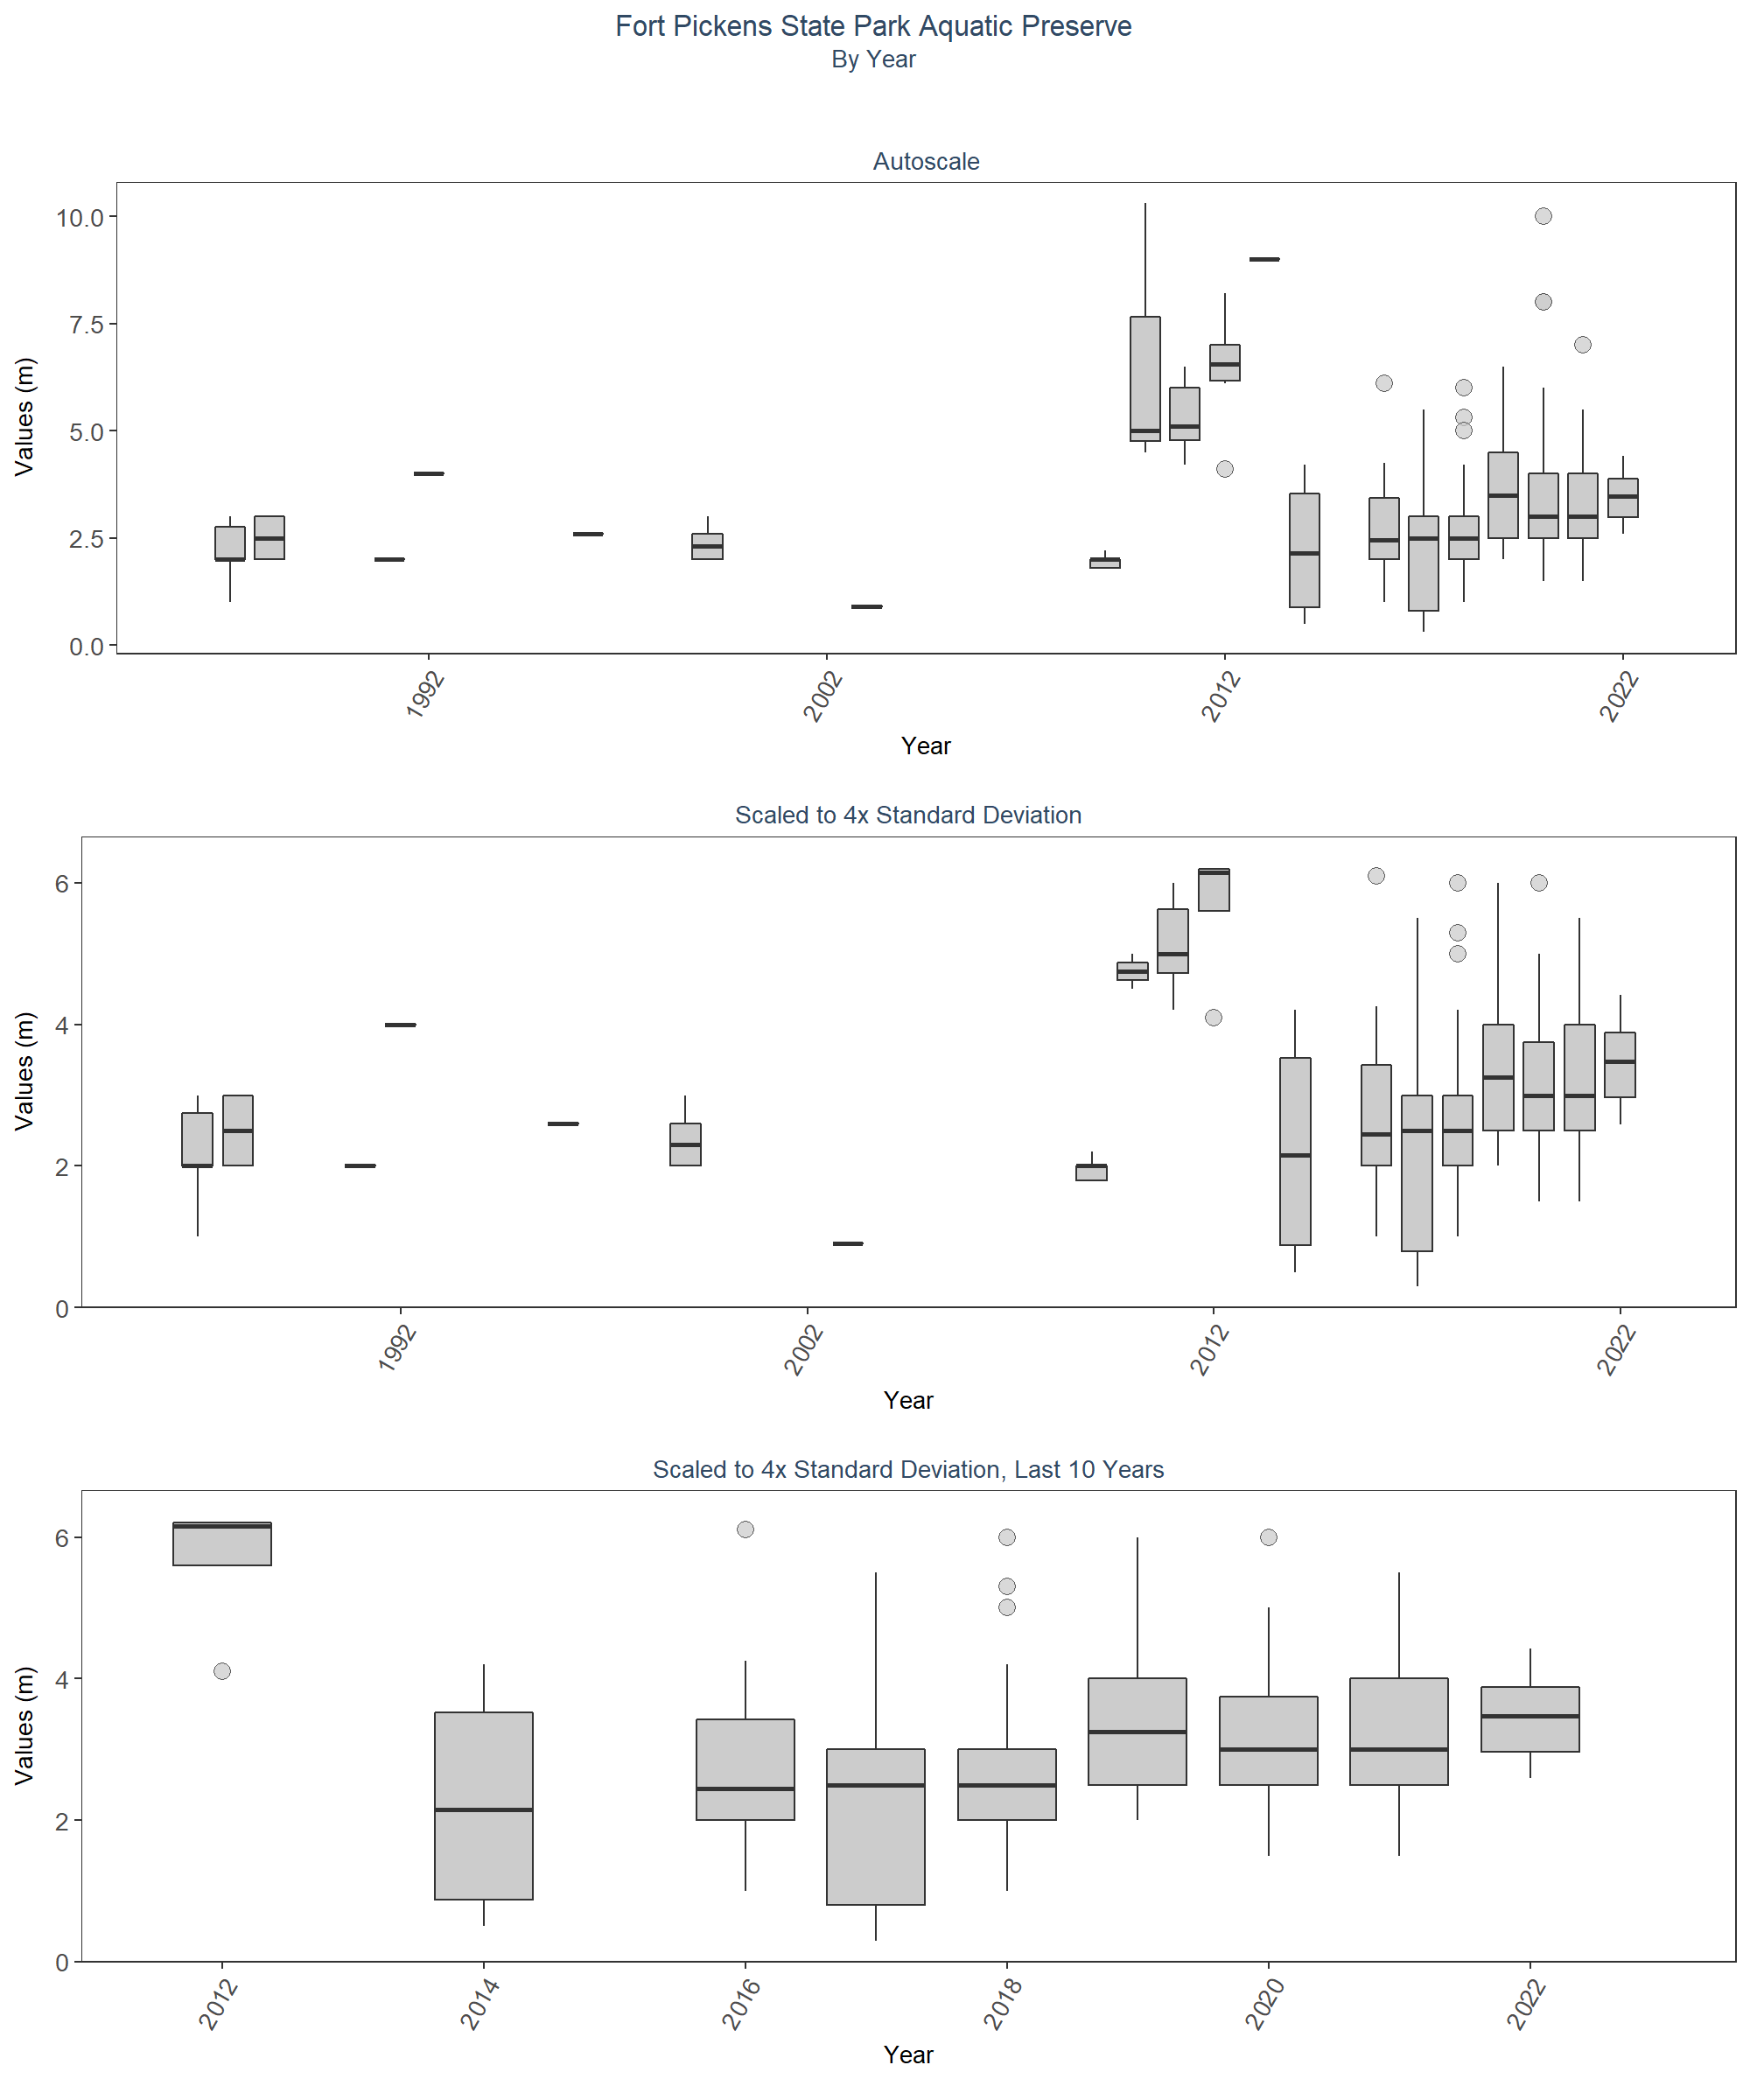 Fort Pickens State Park Aquatic Preserve
By Year
Autoscale
10.0
7.5
5.0
2.5
0.0
Values (m)
1992
2002
2012
2022
Year
Scaled to 4x Standard Deviation
6
4
2
0
Values (m)
1992
2002
2012
2022
Year
Scaled to 4x Standard Deviation, Last 10 Years
6
4
2
0
Values (m)
2012
2014
2016
2018
2020
2022
Year